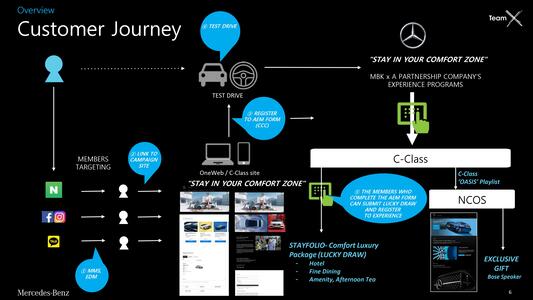 Overview
Customer Journey
Team X
④ TEST DRIVE
"STAY IN YOUR COMFORT ZONE"
MBK x A PARTNERSHIP COMPANY'S
EXPERIENCE PROGRAMS
TEST DRIVE
③ REGISTER
TO AEM FORM
(CCC)
MEMBERS
TARGETING
② LINK TO
CAMPAIGN
SITE
OneWeb / C-Class site
"STAY IN YOUR COMFORT ZONE"
C-Class
C-Class
'OASIS' Playlist
NCOS
N
TALK
⑤ THE MEMBERS WHO
COMPLETE THE AEM FORM
CAN SUBMIT LUCKY DRAW
AND REGISTER
TO EXPERIENCE
① MMS,
EDM
STAYFOLIO- Comfort Luxury
Package (LUCKY DRAW)
- Hotel
- Fine Dining
- Amenity, Afternoon Tea
EXCLUSIVE
GIFT
Bose Speaker
Mercedes-Benz
6